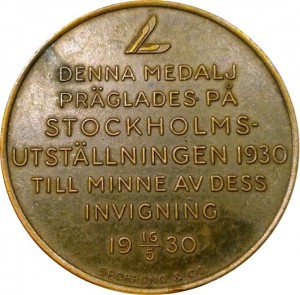 DENNA MEDALJ
PRÄGLADES PÅ
STOCKHOLMS-
UTSTÄLLNINGEN 1930
TILL MINNE AV DESS
INVIGNING
19 16/5 30
SPORRONG & CO.